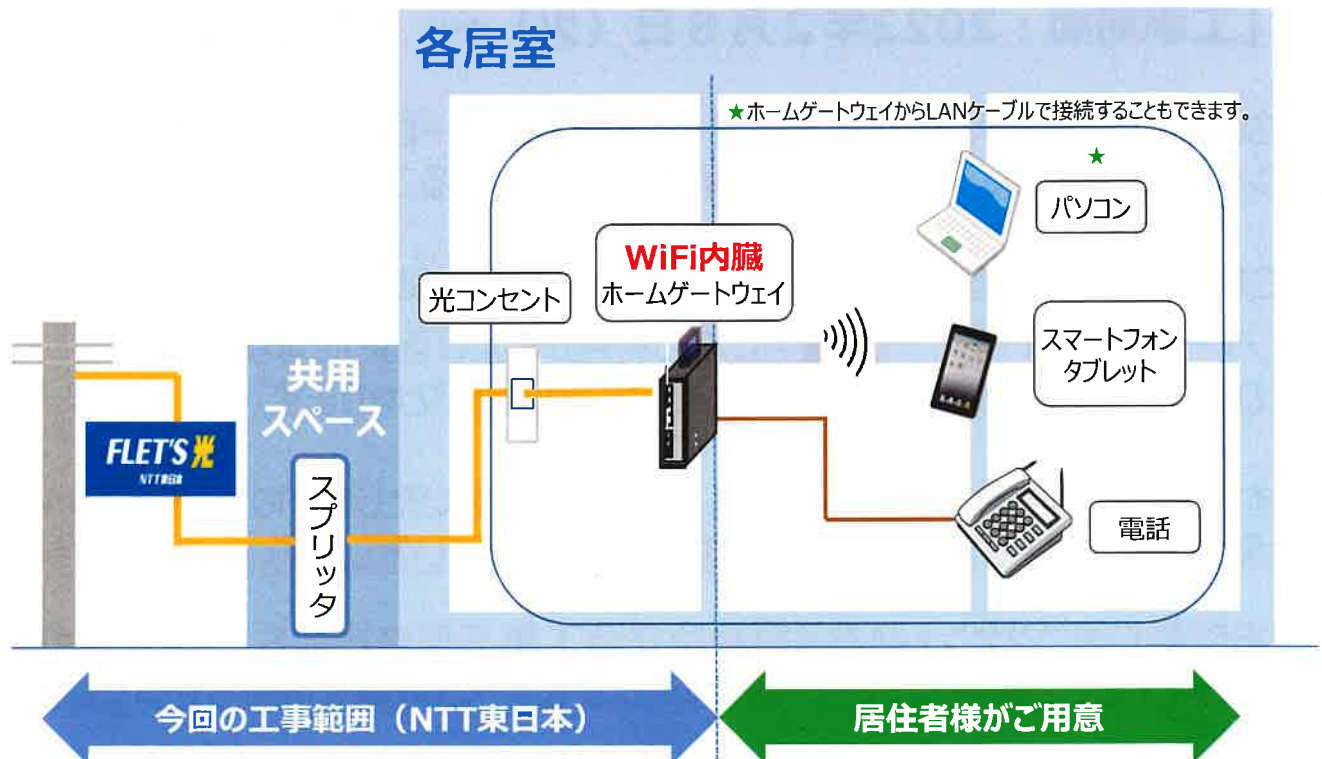 各居室
★ホームゲートウェイからLANケーブルで接続することもできます。
★
パソコン
WiFi内臓
ホームゲートウェイ
光コンセント
スマートフォン
タブレット
共用
スペース
FLET'S光
NTT東日本
スプリッタ
電話
今回の工事範囲（NTT東日本）
居住者様がご用意